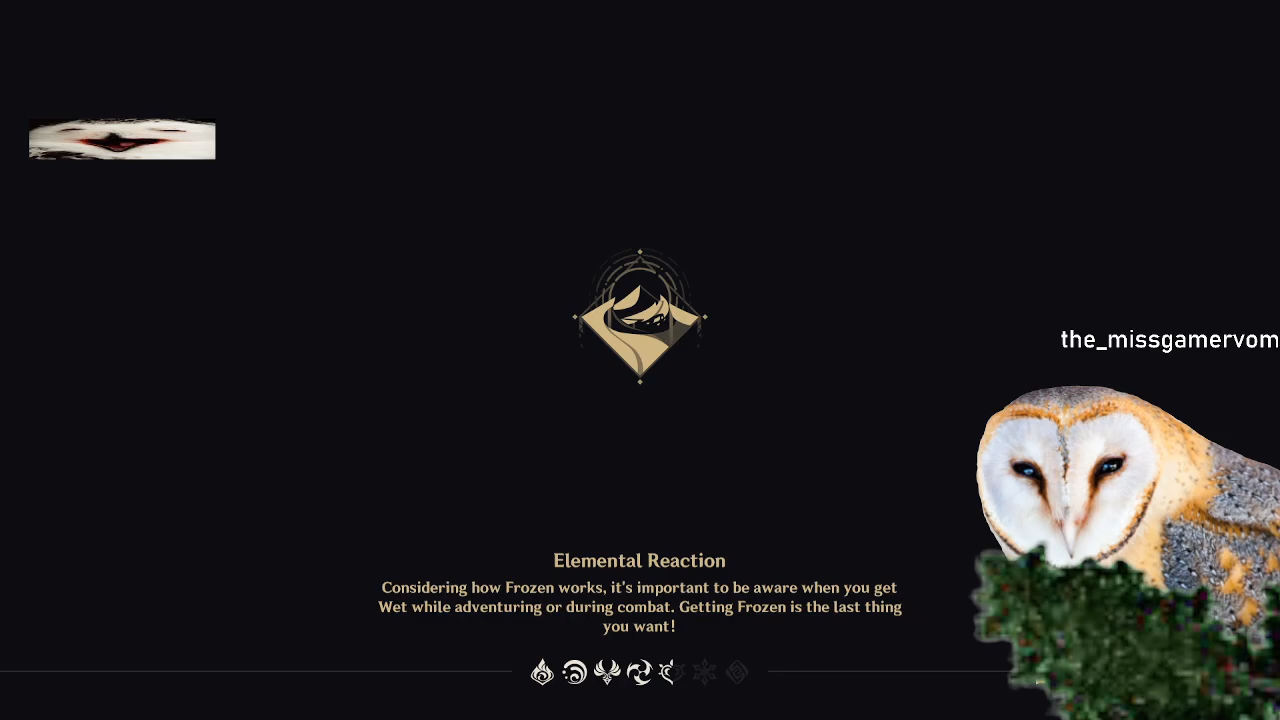 the_missgamervom
Elemental Reaction
Considering how Frozen works, it's important to be aware when you get
Wet while adventuring or during combat. Getting Frozen is the last thing
you want!